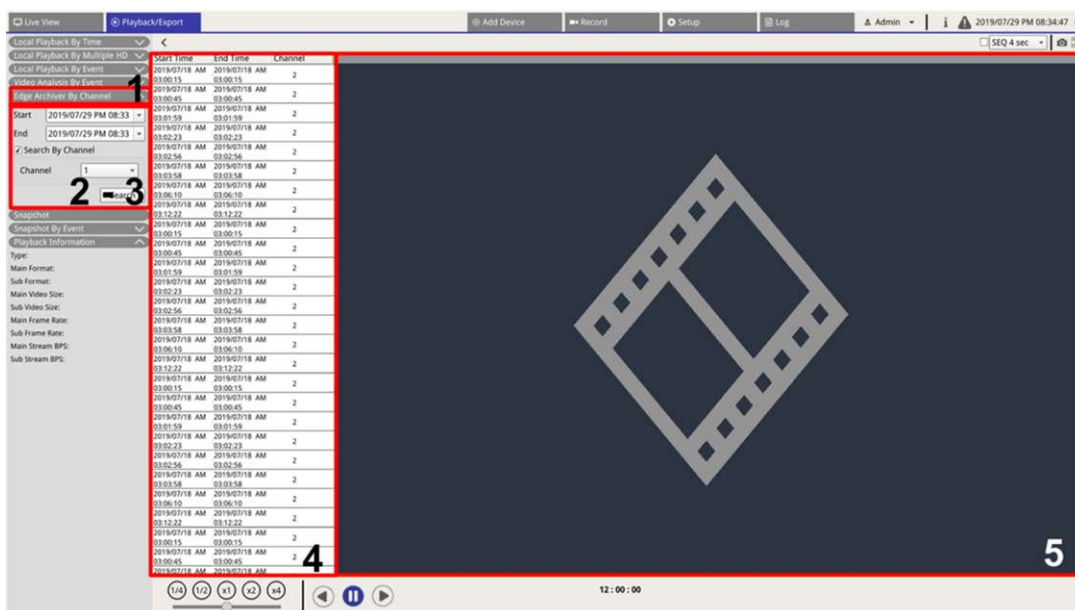 Live View
Playback/Export
Add Device
Record
Setup
Log
Admin
i
2019/07/29 PM 08:34:47
Local Playback By Time
Local Playback By Multiple HD
Local Playback By Event
Video Analysis By Event
Edge Archiver By Channel
1
Start 2019/07/29 PM 08:33
End 2019/07/29 PM 08:33
Search By Channel
Channel 1
2
3
Snapshot
Snapshot By Event
Playback Information
Type:
Main Format:
Sub Format:
Main Video Size:
Sub Video Size:
Main Frame Rate:
Sub Frame Rate:
Main Stream BPS:
Sub Stream BPS:
<
SEQ 4 sec
Start Time End Time Channel
2019/07/18 AM 2019/07/18 AM
03:00:15 03:00:15 2
2019/07/18 AM 2019/07/18 AM
03:00:45 03:00:45 2
2019/07/18 AM 2019/07/18 AM
03:01:59 03:01:59 2
2019/07/18 AM 2019/07/18 AM
03:02:23 03:02:23 2
2019/07/18 AM 2019/07/18 AM
03:02:56 03:02:56 2
2019/07/18 AM 2019/07/18 AM
03:03:58 03:03:58 2
2019/07/18 AM 2019/07/18 AM
03:06:10 03:06:10 2
2019/07/18 AM 2019/07/18 AM
03:12:22 03:12:22 2
2019/07/18 AM 2019/07/18 AM
03:00:15 03:00:15 2
2019/07/18 AM 2019/07/18 AM
03:00:45 03:00:45 2
2019/07/18 AM 2019/07/18 AM
03:01:59 03:01:59 2
2019/07/18 AM 2019/07/18 AM
03:02:23 03:02:23 2
2019/07/18 AM 2019/07/18 AM
03:02:56 03:02:56 2
2019/07/18 AM 2019/07/18 AM
03:03:58 03:03:58 2
2019/07/18 AM 2019/07/18 AM
03:06:10 03:06:10 2
2019/07/18 AM 2019/07/18 AM
03:12:22 03:12:22 2
2019/07/18 AM 2019/07/18 AM
03:00:15 03:00:15 2
2019/07/18 AM 2019/07/18 AM
03:00:45 03:00:45 2
2019/07/18 AM 2019/07/18 AM
03:01:59 03:01:59 2
2019/07/18 AM 2019/07/18 AM
03:02:23 03:02:23 2
2019/07/18 AM 2019/07/18 AM
03:02:56 03:02:56 2
2019/07/18 AM 2019/07/18 AM
03:03:58 03:03:58 2
2019/07/18 AM 2019/07/18 AM
03:06:10 03:06:10 2
2019/07/18 AM 2019/07/18 AM
03:12:22 03:12:22 2
2019/07/18 AM 2019/07/18 AM
03:00:15 03:00:15 2
2019/07/18 AM 2019/07/18 AM
03:00:45 03:00:45 2
2019/07/18 AM 2019/07/18 AM
4
5
1/4 1/2 x1 x2 x4
12:00:00